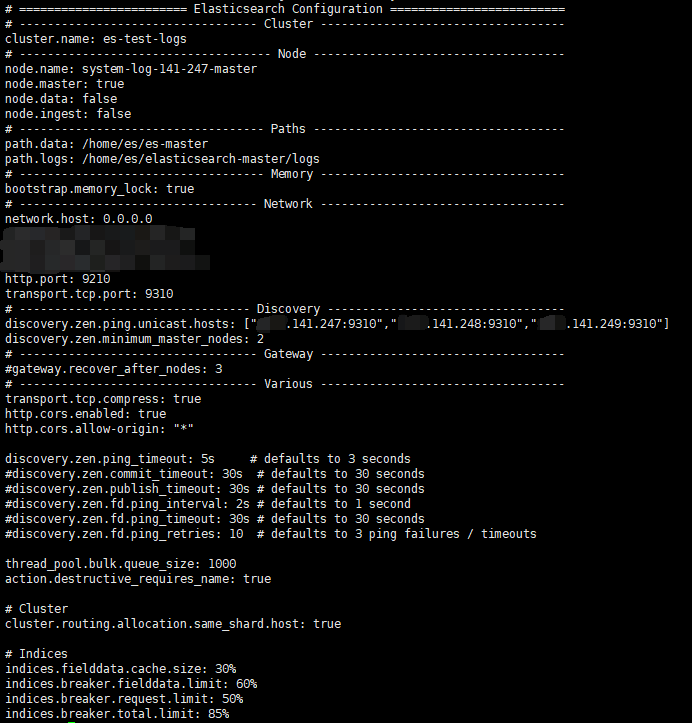 # ======================== Elasticsearch Configuration =========================
# ---------------------------------- Cluster -----------------------------------
cluster.name: es-test-logs
# ------------------------------------ Node ------------------------------------
node.name: system-log-141-247-master
node.master: true
node.data: false
node.ingest: false
# ----------------------------------- Paths ------------------------------------
path.data: /home/es/es-master
path.logs: /home/es/elasticsearch-master/logs
# ----------------------------------- Memory -----------------------------------
bootstrap.memory_lock: true
# ---------------------------------- Network -----------------------------------
network.host: 0.0.0.0
http.port: 9210
transport.tcp.port: 9310
# --------------------------------- Discovery ----------------------------------
discovery.zen.ping.unicast.hosts: [".141.247:9310",".141.248:9310",".141.249:9310"]
discovery.zen.minimum_master_nodes: 2
# ---------------------------------- Gateway -----------------------------------
#gateway.recover_after_nodes: 3
# ---------------------------------- Various -----------------------------------
transport.tcp.compress: true
http.cors.enabled: true
http.cors.allow-origin: "*"
discovery.zen.ping_timeout: 5s     # defaults to 3 seconds
#discovery.zen.commit_timeout: 30s  # defaults to 30 seconds
#discovery.zen.publish_timeout: 30s # defaults to 30 seconds
#discovery.zen.fd.ping_interval: 2s # defaults to 1 second
#discovery.zen.fd.ping_timeout: 30s # defaults to 30 seconds
#discovery.zen.fd.ping_retries: 10  # defaults to 3 ping failures / timeouts
thread_pool.bulk.queue_size: 1000
action.destructive_requires_name: true
# Cluster
cluster.routing.allocation.same_shard.host: true
# Indices
indices.fielddata.cache.size: 30%
indices.breaker.fielddata.limit: 60%
indices.breaker.request.limit: 50%
indices.breaker.total.limit: 85%